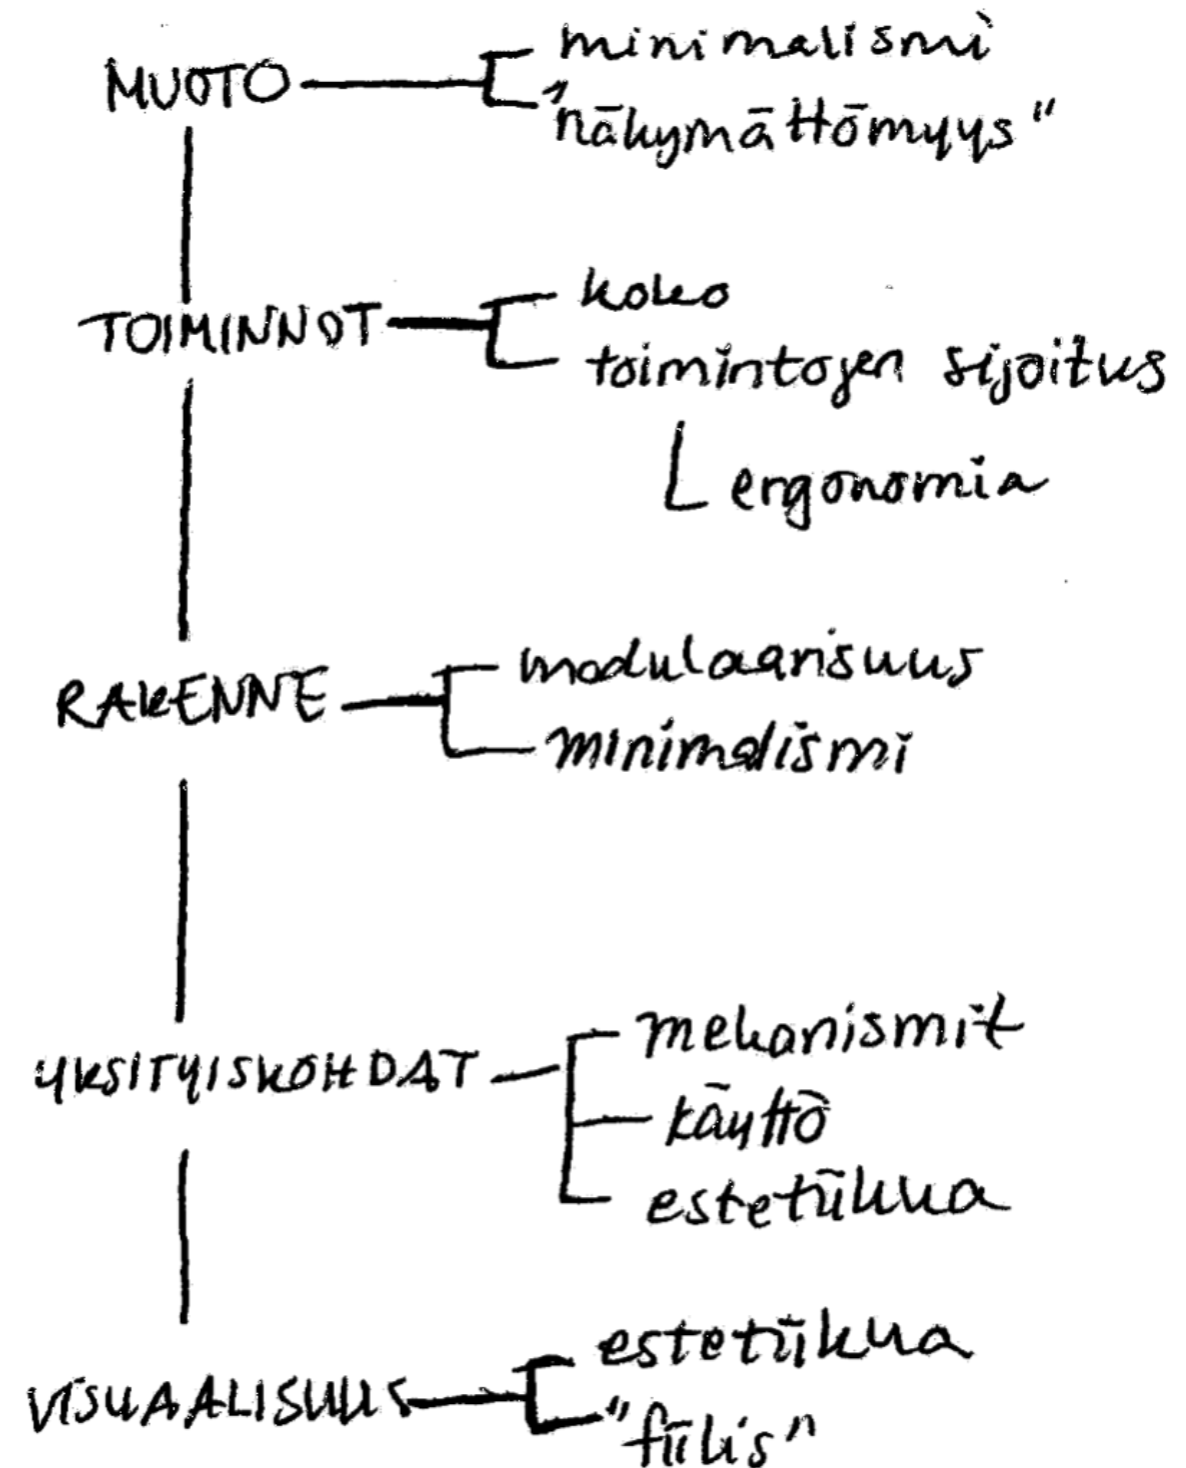 MUOTO
minimalismi
"näkymättömyys"
TOIMINNOT
koko
toimintojen sijoitus
ergonomia
RAKENNE
modulaarisuus
minimalismi
YKSITYISKOHDAT
mekanismit
käyttö
estetiikka
VISUAALISUUS
estetiikka
"fiilis"